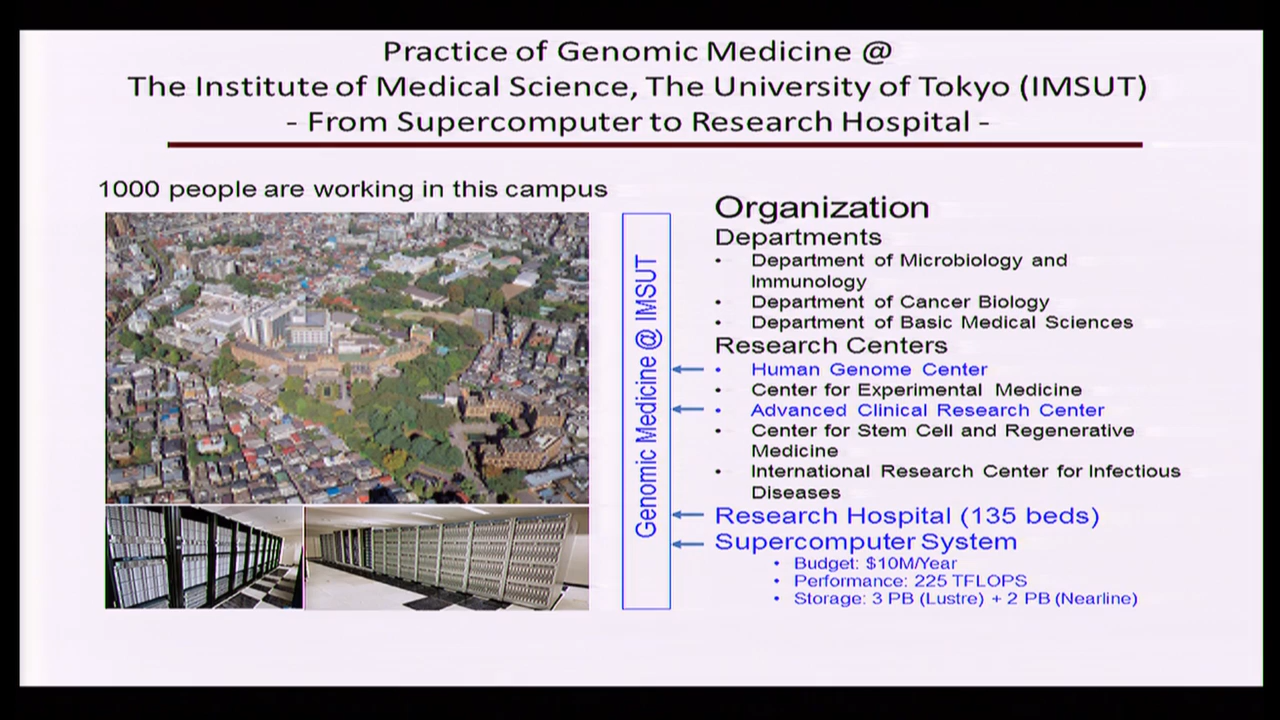 Practice of Genomic Medicine @
The Institute of Medical Science, The University of Tokyo (IMSUT)
- From Supercomputer to Research Hospital -
1000 people are working in this campus
Genomic Medicine @ IMSUT
Organization
Departments
• Department of Microbiology and
Immunology
• Department of Cancer Biology
• Department of Basic Medical Sciences
Research Centers
• Human Genome Center
• Center for Experimental Medicine
• Advanced Clinical Research Center
• Center for Stem Cell and Regenerative
Medicine
• International Research Center for Infectious
Diseases
Research Hospital (135 beds)
Supercomputer System
• Budget: $10M/Year
• Performance: 225 TFLOPS
• Storage: 3 PB (Lustre) + 2 PB (Nearline)